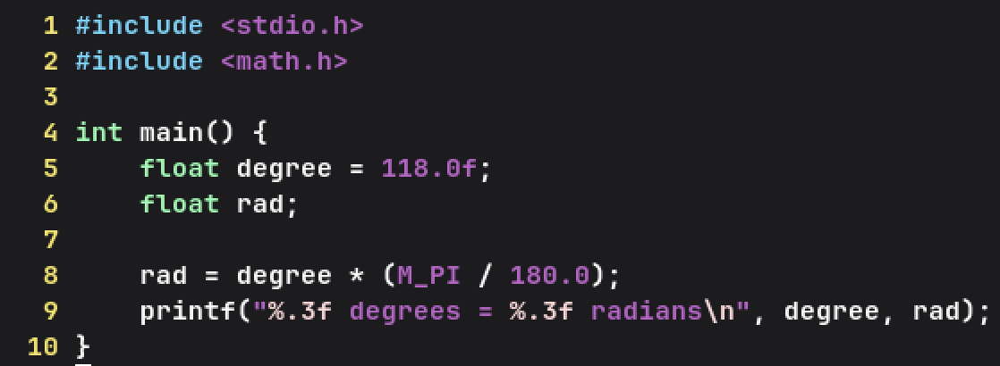 1 #include <stdio.h>
2 #include <math.h>
3
4 int main() {
5     float degree = 118.0f;
6     float rad;
7
8     rad = degree * (M_PI / 180.0);
9     printf("%.3f degrees = %.3f radians\n", degree, rad);
10 }